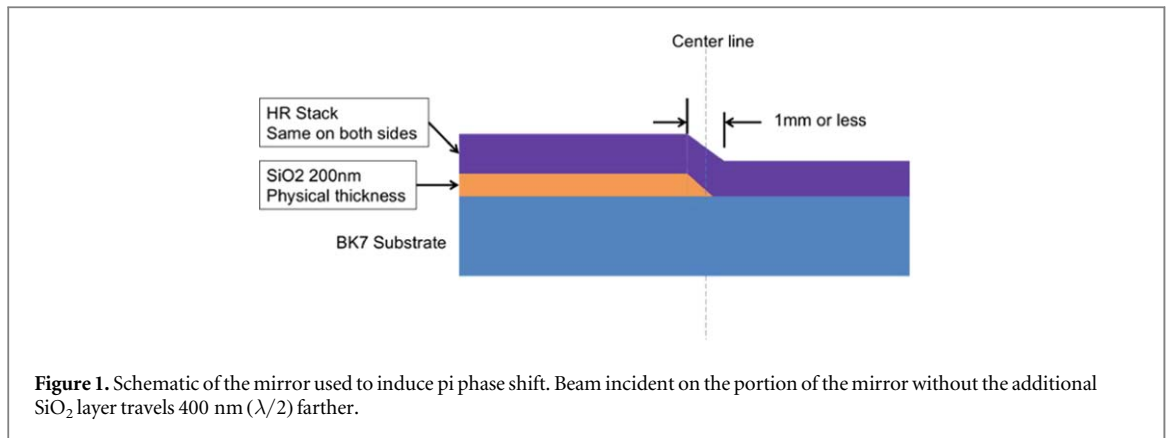 Center line
HR Stack
Same on both sides
1mm or less
SiO2 200nm
Physical thickness
BK7 Substrate
Figure 1. Schematic of the mirror used to induce pi phase shift. Beam incident on the portion of the mirror without the additional
SiO₂ layer travels 400 nm (λ/2) farther.